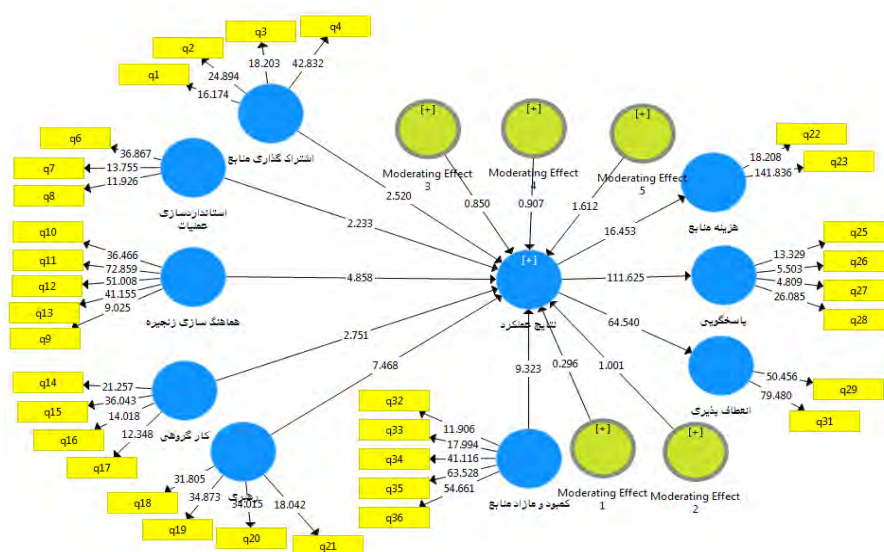 q3
q4
q2
q1
18.203
42.832
24.894
16.174
اشتراک گذاری منابع
q6
q7
q8
36.867
13.755
11.926
استانداردسازی
عملیات
q10
q11
q12
q13
q9
36.466
72.859
51.008
41.155
9.025
هماهنگ سازی زنجیره
q14
q15
q16
q17
21.257
36.043
14.018
12.348
کار گروهی
q18
q19
q20
q21
31.805
34.873
34.015
18.042
رهبری
[+]
Moderating Effect
3
[+]
Moderating Effect
4
[+]
Moderating Effect
5
0.850
0.907
1.612
2.520
2.233
4.858
2.751
7.468
9.323
0.296
1.001
[+]
نتایج عملکرد
16.453
111.625
64.540
q22
q23
18.208
141.836
هزینه منابع
q25
q26
q27
q28
13.329
5.503
4.809
26.085
پاسخگویی
50.456
79.480
q29
q31
انعطاف پذیری
q32
q33
q34
q35
q36
11.906
17.994
41.116
63.528
54.661
کمبود و مازاد منابع
[+]
Moderating Effect
1
[+]
Moderating Effect
2